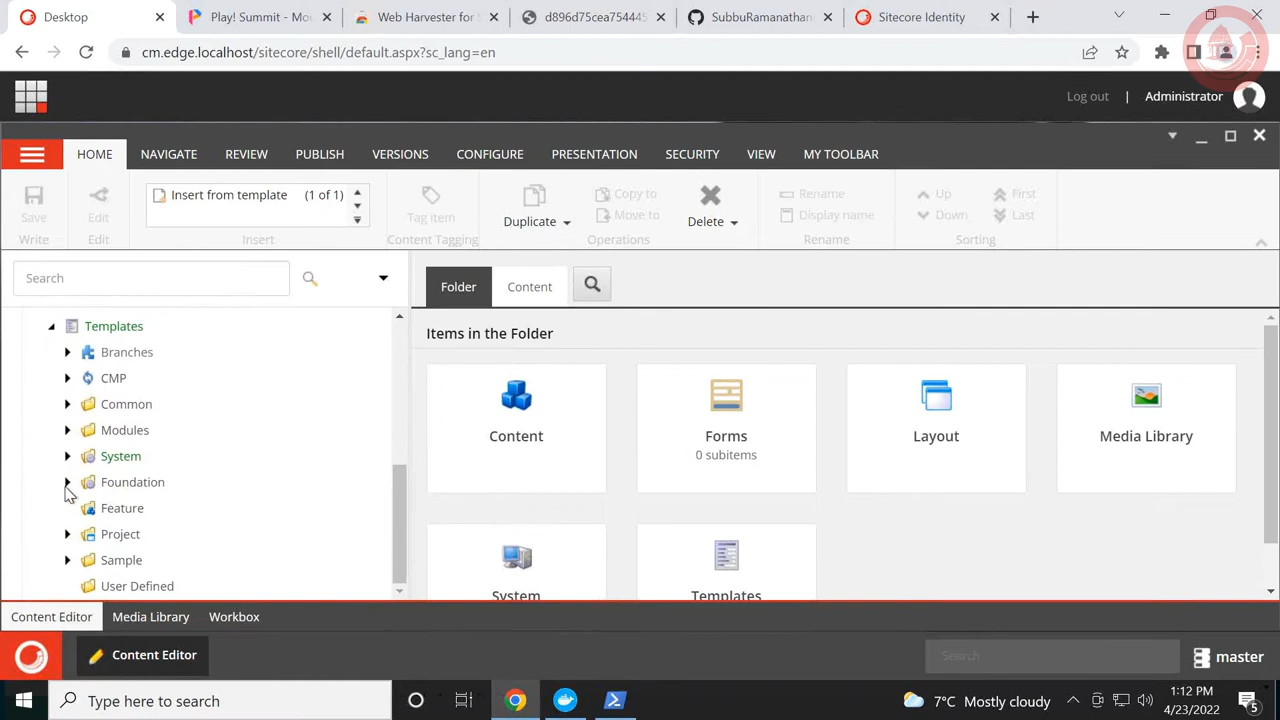 Desktop
Play! Summit - Mo
Web Harvester for S
d896d75cea754445
SubbuRamanathan
Sitecore Identity
cm.edge.localhost/sitecore/shell/default.aspx?sc_lang=en
Log out | Administrator
HOME NAVIGATE REVIEW PUBLISH VERSIONS CONFIGURE PRESENTATION SECURITY VIEW MY TOOLBAR
Save
Write
Edit
Edit
Insert from template (1 of 1)
Insert
Tag item
Content Tagging
Duplicate
Copy to
Move to
Delete
Operations
Rename
Display name
Rename
Up
Down
First
Last
Sorting
Search
Folder
Content
Templates
Branches
CMP
Common
Modules
System
Foundation
Feature
Project
Sample
User Defined
Items in the Folder
Content
Forms
0 subitems
Layout
Media Library
System
Templates
Content Editor Media Library Workbox
Content Editor
Search
master
Type here to search
7°C Mostly cloudy
1:12 PM
4/23/2022
5